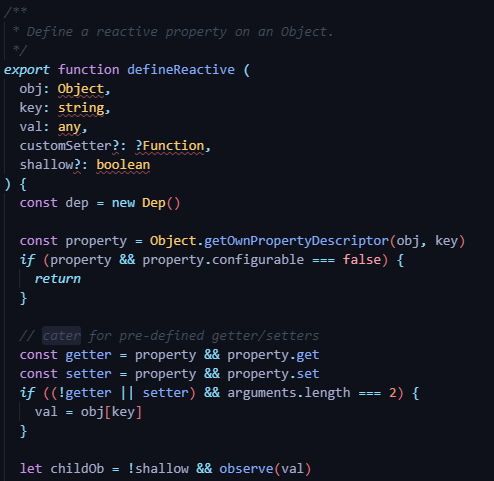 /**
 * Define a reactive property on an Object.
 */
export function defineReactive (
  obj: Object,
  key: string,
  val: any,
  customSetter?: ?Function,
  shallow?: boolean
) {
  const dep = new Dep()
  const property = Object.getOwnPropertyDescriptor(obj, key)
  if (property && property.configurable === false) {
    return
  }
  // cater for pre-defined getter/setters
  const getter = property && property.get
  const setter = property && property.set
  if ((!getter || setter) && arguments.length === 2) {
    val = obj[key]
  }
  let childOb = !shallow && observe(val)